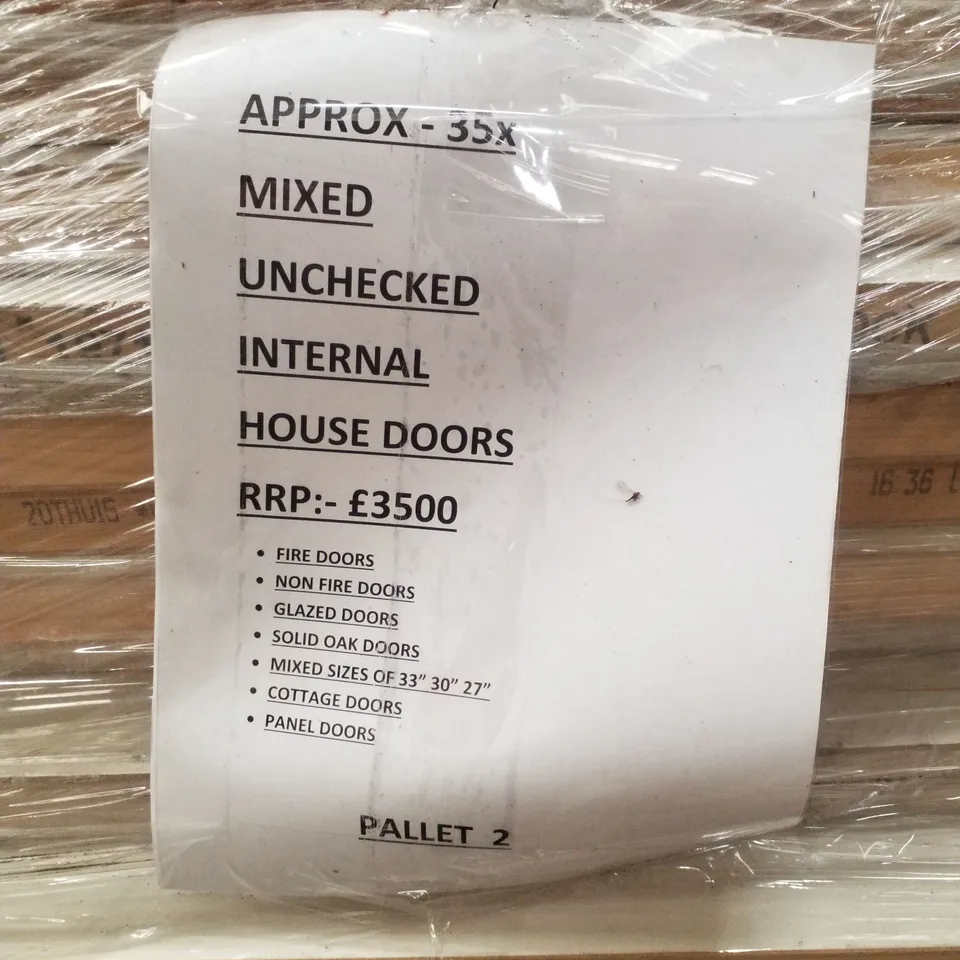 APPROX - 35x
MIXED
UNCHECKED
INTERNAL
HOUSE DOORS
RRP:- £3500
• FIRE DOORS
• NON FIRE DOORS
• GLAZED DOORS
• SOLID OAK DOORS
• MIXED SIZES OF 33” 30” 27”
• COTTAGE DOORS
• PANEL DOORS
PALLET 2
20THU15
16 36